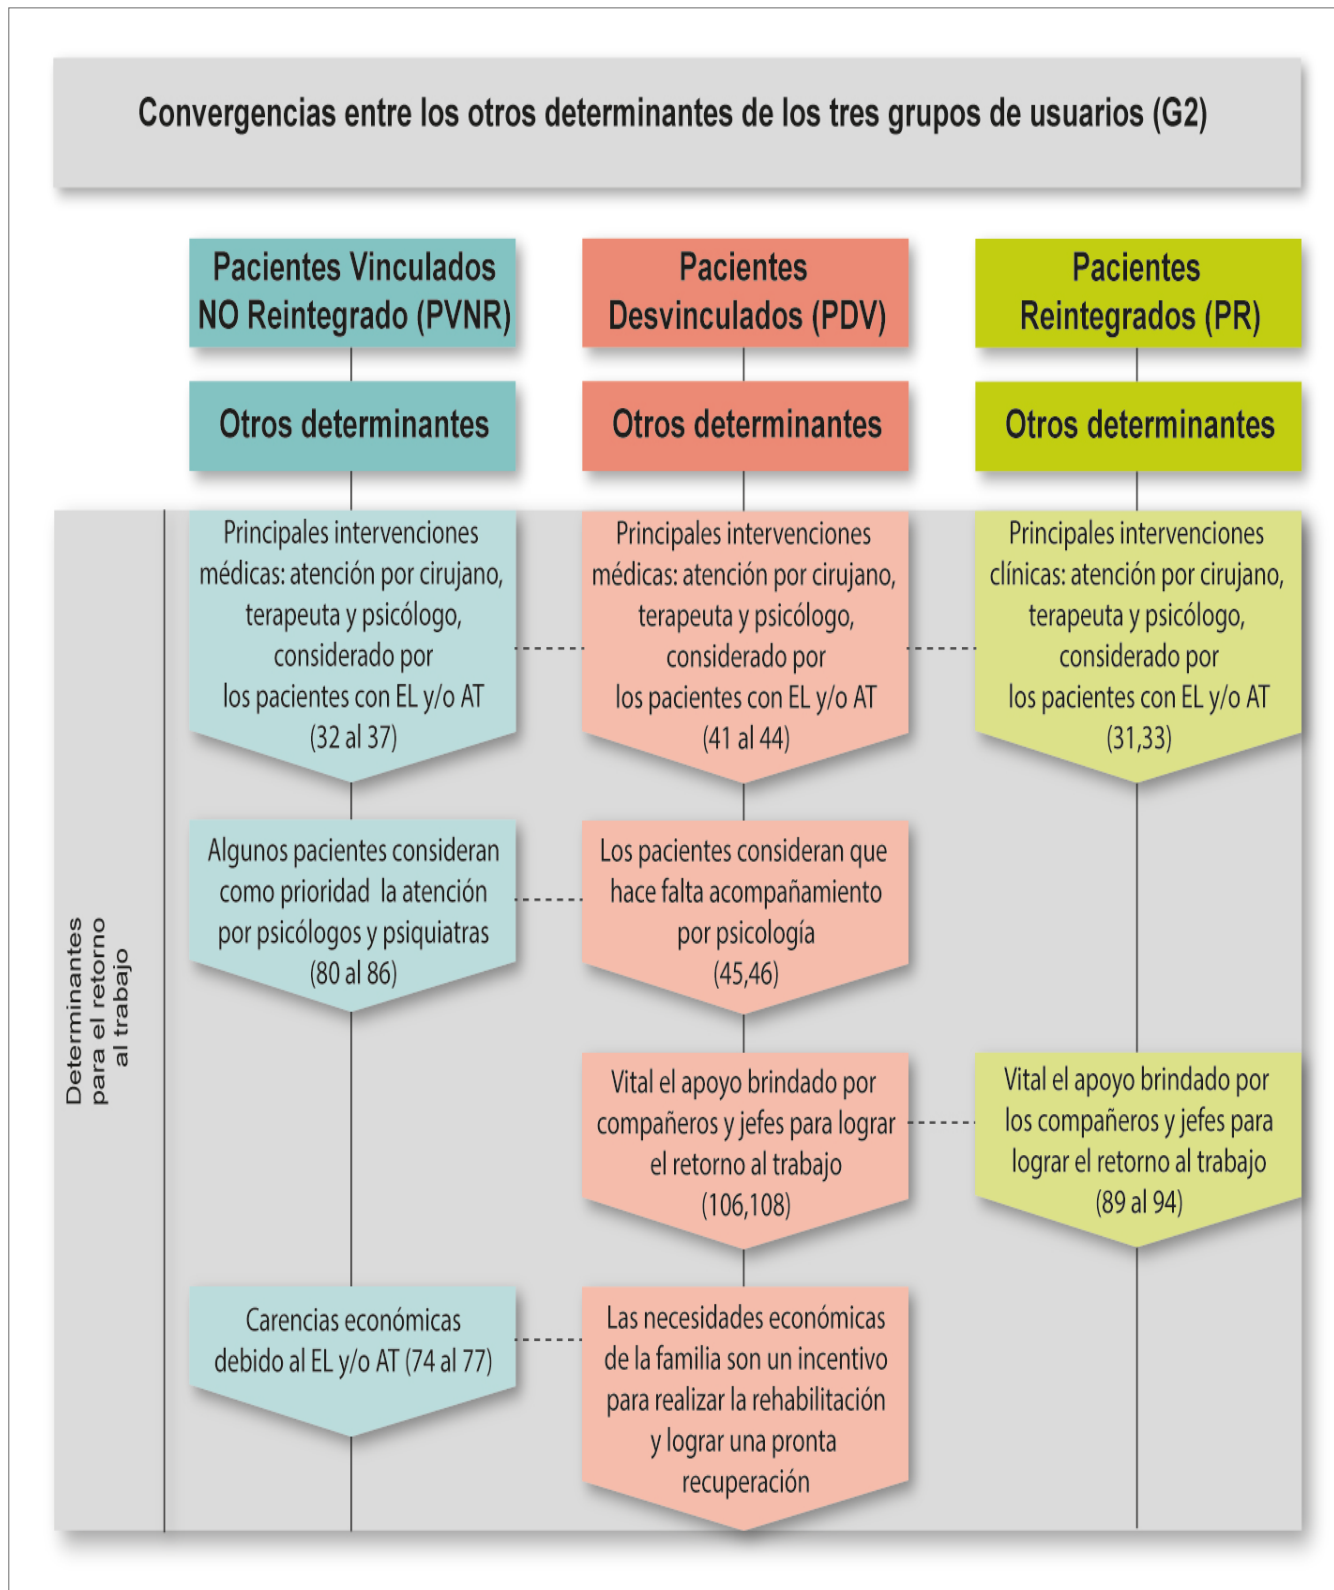 Convergencias entre los otros determinantes de los tres grupos de usuarios (G2)
Pacientes Vinculados
NO Reintegrado (PVNR)
Pacientes
Desvinculados (PDV)
Pacientes
Reintegrados (PR)
Otros determinantes
Otros determinantes
Otros determinantes
Determinantes
para el retorno
al trabajo
Principales intervenciones
médicas: atención por cirujano,
terapeuta y psicólogo,
considerado por
los pacientes con EL y/o AT
(32 al 37)
Principales intervenciones
médicas: atención por cirujano,
terapeuta y psicólogo,
considerado por
los pacientes con EL y/o AT
(41 al 44)
Principales intervenciones
clínicas: atención por cirujano,
terapeuta y psicólogo,
considerado por
los pacientes con EL y/o AT
(31,33)
Algunos pacientes consideran
como prioridad la atención
por psicólogos y psiquiatras
(80 al 86)
Los pacientes consideran que
hace falta acompañamiento
por psicología
(45,46)
Vital el apoyo brindado por
compañeros y jefes para lograr
el retorno al trabajo
(106,108)
Vital el apoyo brindado por
los compañeros y jefes para
lograr el retorno al trabajo
(89 al 94)
Carencias económicas
debido al EL y/o AT (74 al 77)
Las necesidades económicas
de la familia son un incentivo
para realizar la rehabilitación
y lograr una pronta
recuperación